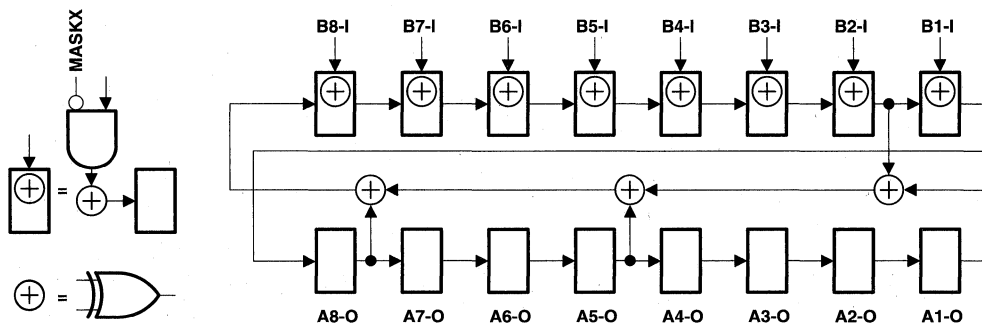 MASKX
B8-I B7-I B6-I B5-I B4-I B3-I B2-I B1-I
=
=
A8-O A7-O A6-O A5-O A4-O A3-O A2-O A1-O